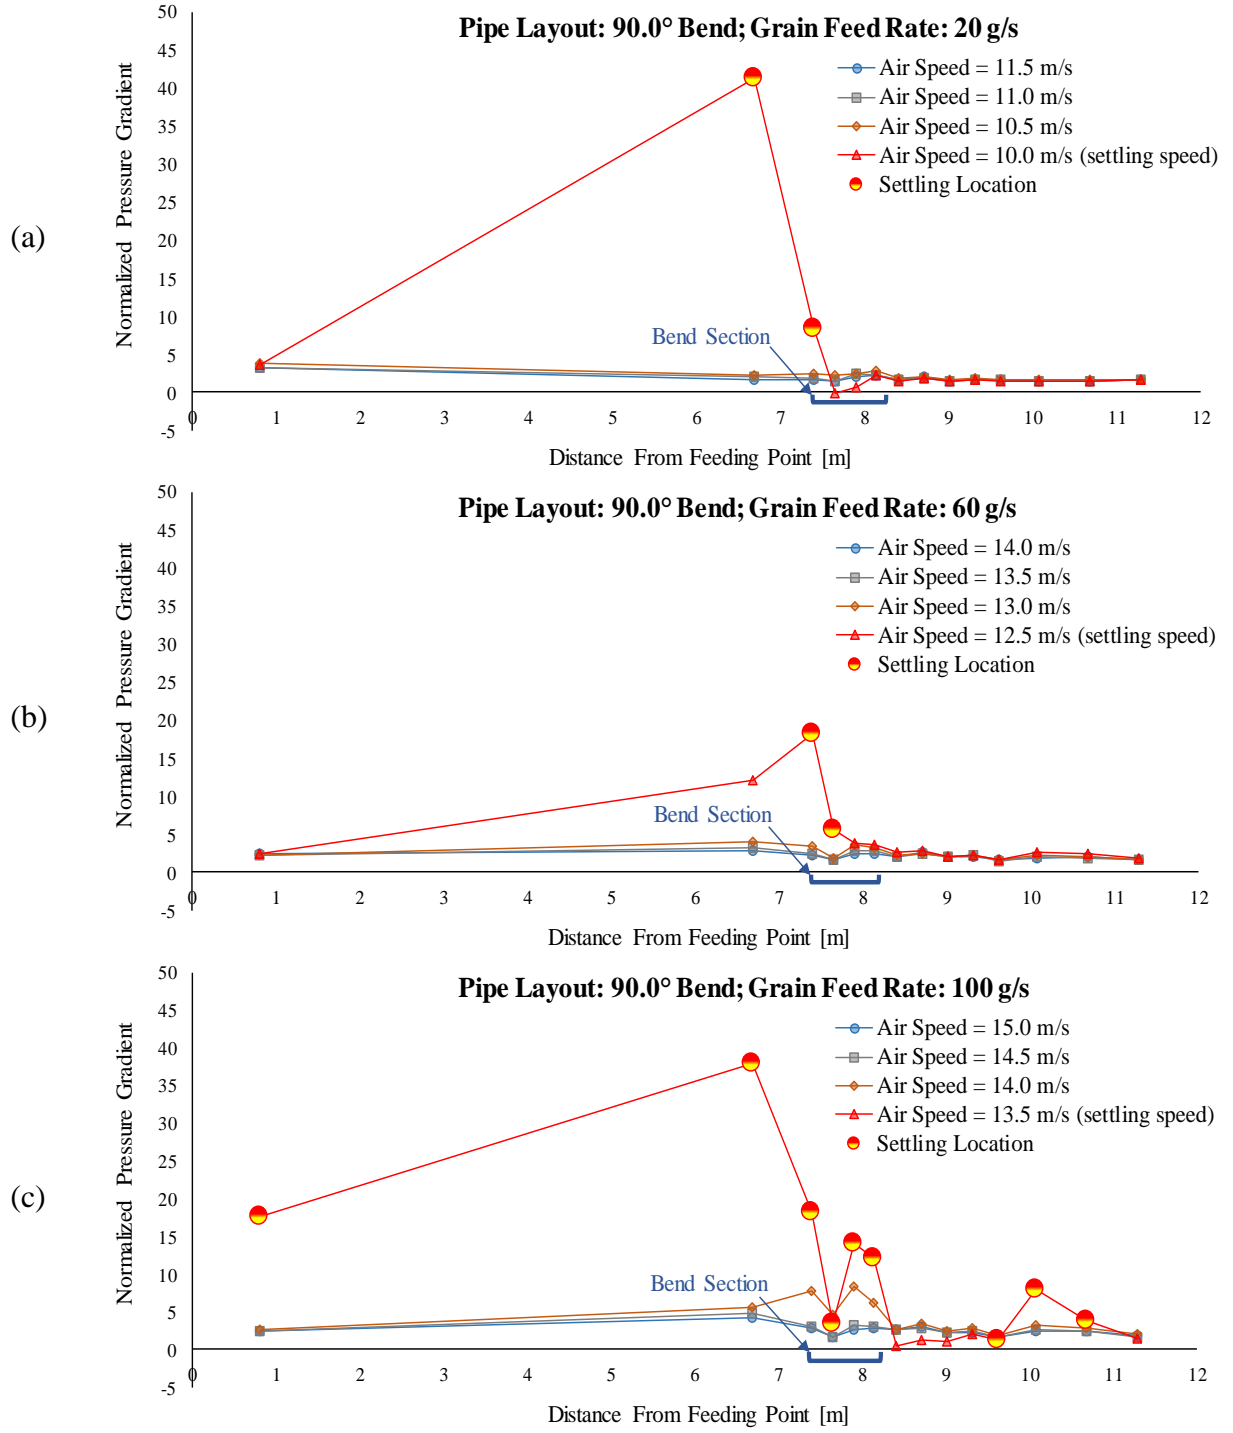 Pipe Layout: 90.0° Bend; Grain Feed Rate: 20 g/s
Air Speed = 11.5 m/s
Air Speed = 11.0 m/s
Air Speed = 10.5 m/s
Air Speed = 10.0 m/s (settling speed)
Settling Location
(a)
Normalized Pressure Gradient
50
45
40
35
30
25
20
15
10
5
0
-5
Bend Section
0 1 2 3 4 5 6 7 8 9 10 11 12
Distance From Feeding Point [m]
Pipe Layout: 90.0° Bend; Grain Feed Rate: 60 g/s
Air Speed = 14.0 m/s
Air Speed = 13.5 m/s
Air Speed = 13.0 m/s
Air Speed = 12.5 m/s (settling speed)
Settling Location
(b)
Normalized Pressure Gradient
50
45
40
35
30
25
20
15
10
5
0
-5
Bend Section
0 1 2 3 4 5 6 7 8 9 10 11 12
Distance From Feeding Point [m]
Pipe Layout: 90.0° Bend; Grain Feed Rate: 100 g/s
Air Speed = 15.0 m/s
Air Speed = 14.5 m/s
Air Speed = 14.0 m/s
Air Speed = 13.5 m/s (settling speed)
Settling Location
(c)
Normalized Pressure Gradient
50
45
40
35
30
25
20
15
10
5
0
-5
Bend Section
0 1 2 3 4 5 6 7 8 9 10 11 12
Distance From Feeding Point [m]